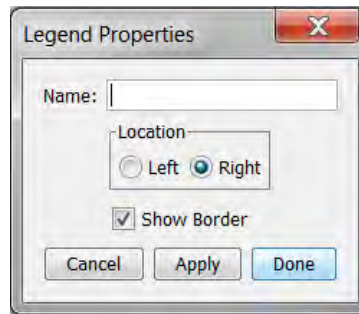 Legend Properties
Name:
Location
Left Right
Show Border
Cancel Apply Done